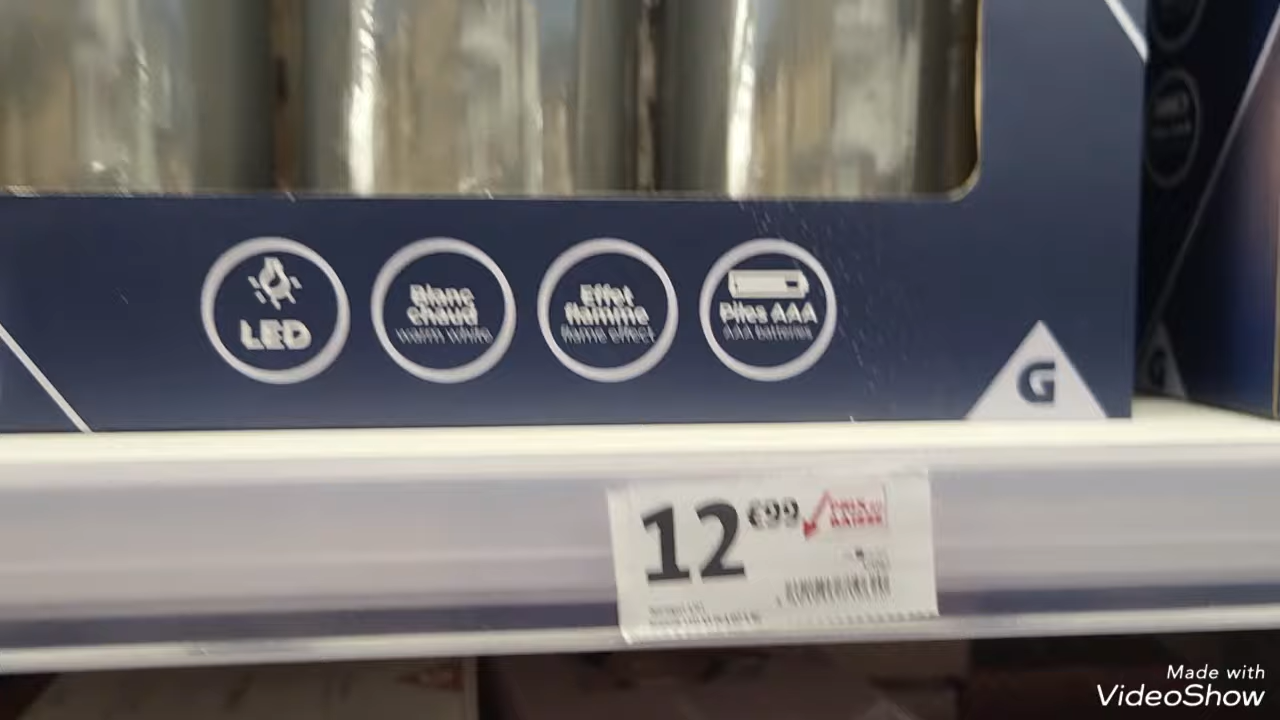 LED
Blanc
chaud
warm white
Effet
flamme
flame effect
Piles AAA
AAA batteries
G
12 €99
Made with
VideoShow